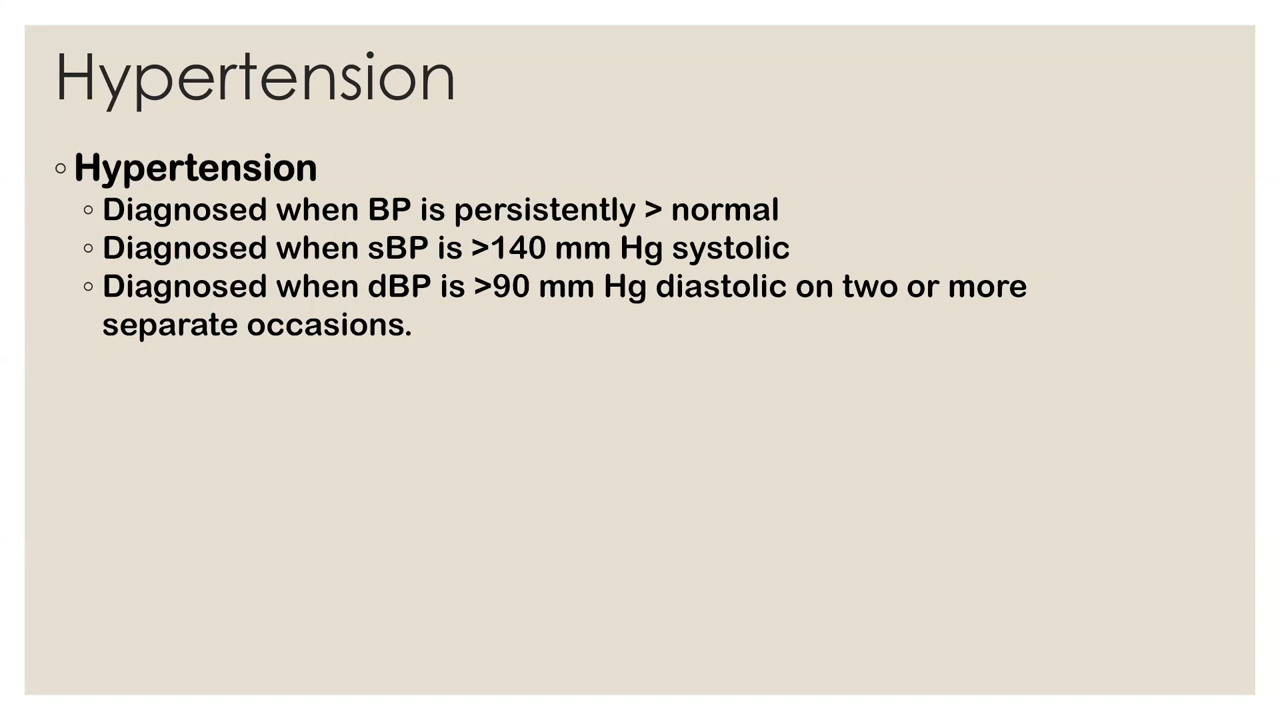 Hypertension
◦ Hypertension
◦ Diagnosed when BP is persistently > normal
◦ Diagnosed when sBP is >140 mm Hg systolic
◦ Diagnosed when dBP is >90 mm Hg diastolic on two or more
separate occasions.